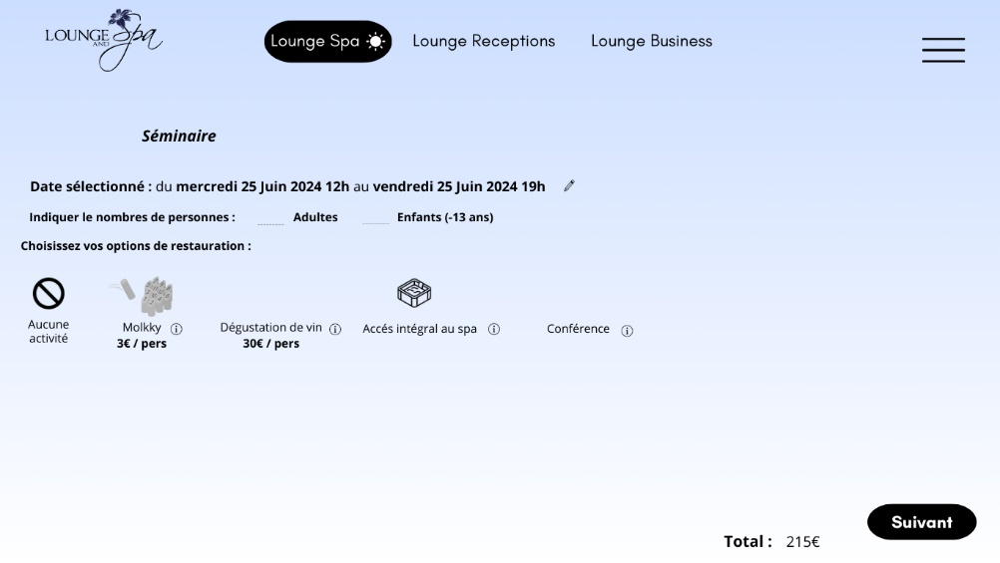 LOUNGE AND Spa
Lounge Spa
Lounge Receptions
Lounge Business
Séminaire
Date sélectionné : du mercredi 25 Juin 2024 12h au vendredi 25 Juin 2024 19h
Indiquer le nombres de personnes : Adultes Enfants (-13 ans)
Choisissez vos options de restauration :
Aucune
activité
Molkky
3€ / pers
Dégustation de vin
30€ / pers
Accés intégral au spa
Conférence
Suivant
Total : 215€